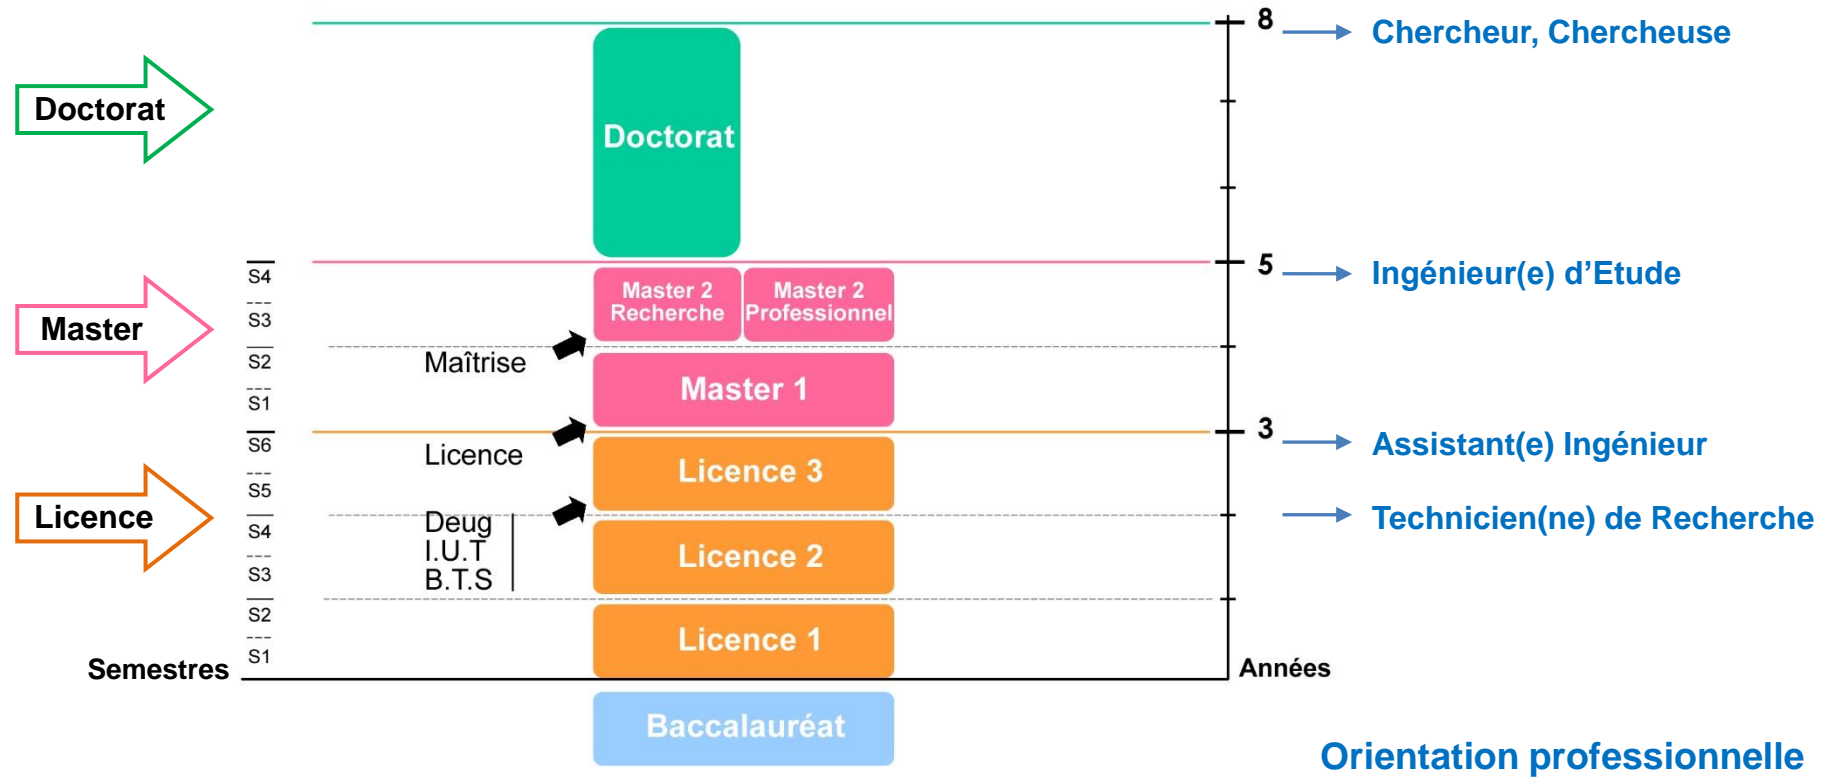 8
Chercheur, Chercheuse
Doctorat
Doctorat
5
Ingénieur(e) d’Etude
S4
---
S3
Master 2
Recherche
Master 2
Professionnel
Master
Maîtrise
S2
---
S1
Master 1
3
Assistant(e) Ingénieur
S6
---
S5
Licence
Licence 3
Licence
Technicien(ne) de Recherche
S4
---
S3
Deug
I.U.T
B.T.S
Licence 2
S2
---
S1
Licence 1
Semestres
Années
Baccalauréat
Orientation professionnelle